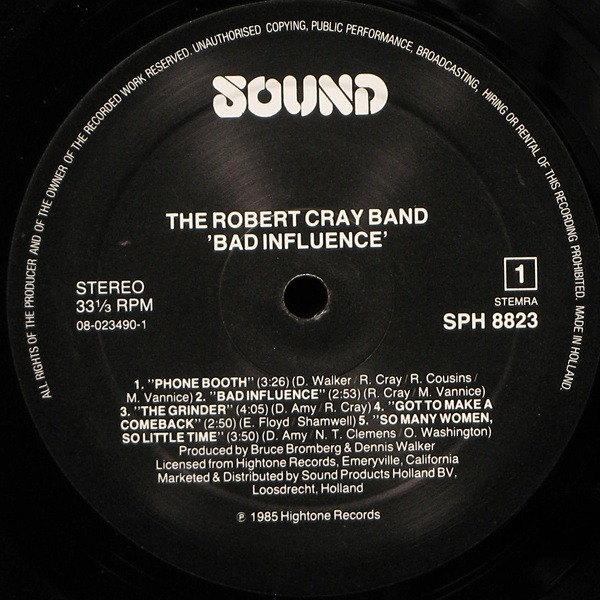 ALL RIGHTS OF THE PRODUCER AND OF THE OWNER OF THE RECORDED WORK RESERVED. UNAUTHORISED COPYING, PUBLIC PERFORMANCE, BROADCASTING, HIRING OR RENTAL OF THIS RECORDING PROHIBITED. MADE IN HOLLAND.
SOUND
THE ROBERT CRAY BAND
'BAD INFLUENCE'
STEREO
33⅓ RPM
08-023490-1
1
STEMRA
SPH 8823
1. "PHONE BOOTH" (3:26) (D. Walker / R. Cray / R. Cousins /
M. Vannice) 2. "BAD INFLUENCE" (2:53) (R. Cray / M. Vannice)
3. "THE GRINDER" (4:05) (D. Amy / R. Cray) 4. "GOT TO MAKE A
COMEBACK" (2:50) (E. Floyd / Shamwell) 5. "SO MANY WOMEN,
SO LITTLE TIME" (3:50) (D. Amy / N. T. Clemens / O. Washington)
Produced by Bruce Bromberg & Dennis Walker
Licensed from Hightone Records, Emeryville, California
Marketed & Distributed by Sound Products Holland BV,
Loosdrecht, Holland
℗ 1985 Hightone Records